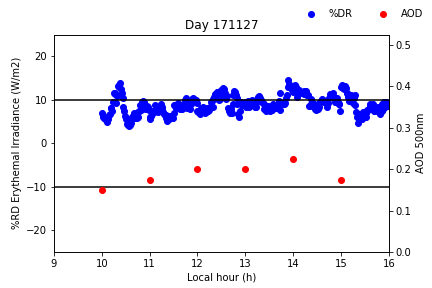 %DR AOD
Day 171127
%RD Erythemal Irradiance (W/m2)
20
10
0
−10
−20
0.5
0.4
0.3
0.2
0.1
0.0
AOD 500nm
9 10 11 12 13 14 15 16
Local hour (h)